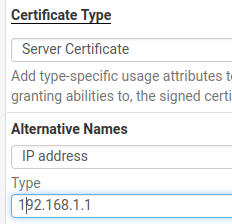 Certificate Type
Server Certificate
Add type-specific usage attributes
granting abilities to, the signed
Alternative Names
IP address
Type
192.168.1.1